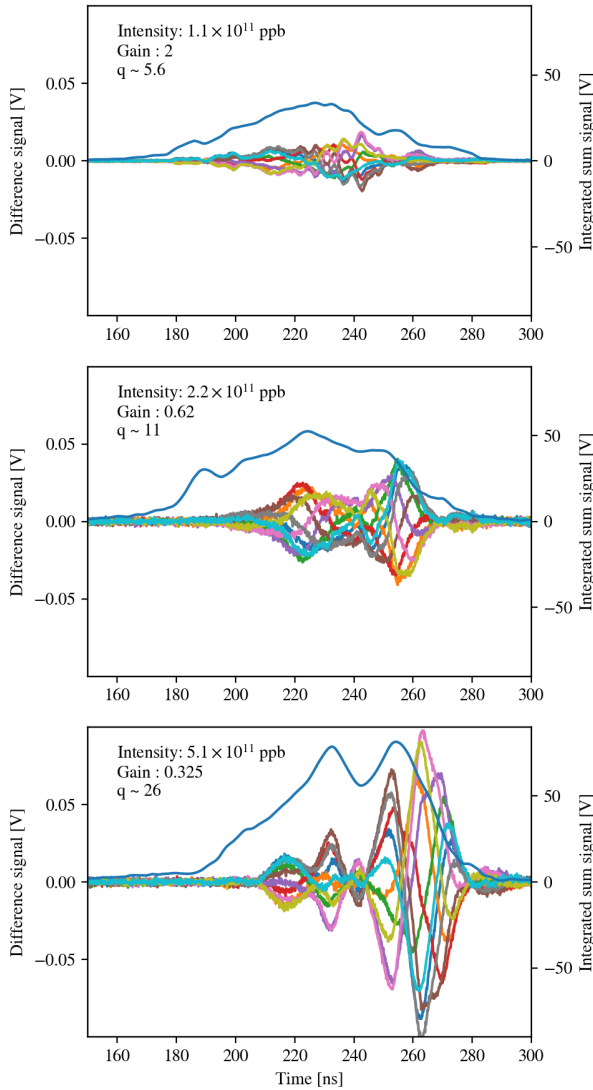 Intensity: 1.1 × 10¹¹ ppb
Gain : 2
q ~ 5.6
Difference signal [V]
0.05
0.00
−0.05
Integrated sum signal [V]
50
0
−50
160 180 200 220 240 260 280 300
Intensity: 2.2 × 10¹¹ ppb
Gain : 0.62
q ~ 11
Difference signal [V]
0.05
0.00
−0.05
Integrated sum signal [V]
50
0
−50
160 180 200 220 240 260 280 300
Intensity: 5.1 × 10¹¹ ppb
Gain : 0.325
q ~ 26
Difference signal [V]
0.05
0.00
−0.05
Integrated sum signal [V]
50
0
−50
160 180 200 220 240 260 280 300
Time [ns]